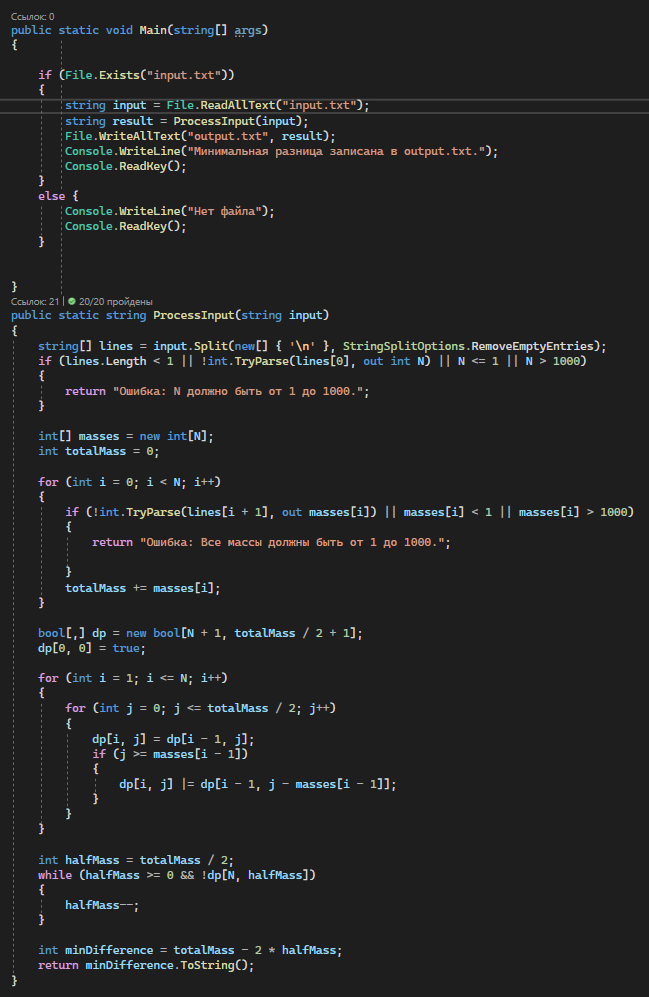 Ссылок: 0
public static void Main(string[] args)
{
if (File.Exists("input.txt"))
{
string input = File.ReadAllText("input.txt");
string result = ProcessInput(input);
File.WriteAllText("output.txt", result);
Console.WriteLine("Минимальная разница записана в output.txt.");
Console.ReadKey();
}
else {
Console.WriteLine("Нет файла");
Console.ReadKey();
}
}
Ссылок: 21 | 20/20 пройдены
public static string ProcessInput(string input)
{
string[] lines = input.Split(new[] { '\n' }, StringSplitOptions.RemoveEmptyEntries);
if (lines.Length < 1 || !int.TryParse(lines[0], out int N) || N <= 1 || N > 1000)
{
return "Ошибка: N должно быть от 1 до 1000.";
}
int[] masses = new int[N];
int totalMass = 0;
for (int i = 0; i < N; i++)
{
if (!int.TryParse(lines[i + 1], out masses[i]) || masses[i] < 1 || masses[i] > 1000)
{
return "Ошибка: Все массы должны быть от 1 до 1000.";
}
totalMass += masses[i];
}
bool[,] dp = new bool[N + 1, totalMass / 2 + 1];
dp[0, 0] = true;
for (int i = 1; i <= N; i++)
{
for (int j = 0; j <= totalMass / 2; j++)
{
dp[i, j] = dp[i - 1, j];
if (j >= masses[i - 1])
{
dp[i, j] |= dp[i - 1, j - masses[i - 1]];
}
}
}
int halfMass = totalMass / 2;
while (halfMass >= 0 && !dp[N, halfMass])
{
halfMass--;
}
int minDifference = totalMass - 2 * halfMass;
return minDifference.ToString();
}